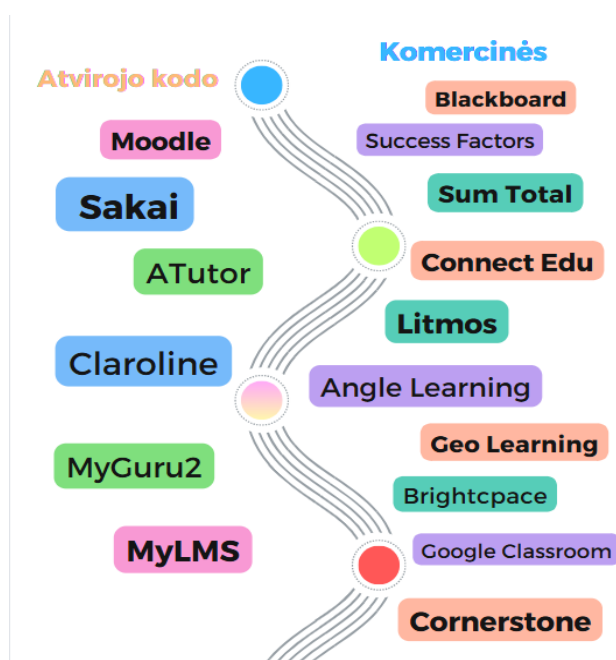 Atvirojo kodo
Moodle
Sakai
ATutor
Claroline
MyGuru2
MyLMS
Komercinės
Blackboard
Success Factors
Sum Total
Connect Edu
Litmos
Angle Learning
Geo Learning
Brightcpace
Google Classroom
Cornerstone